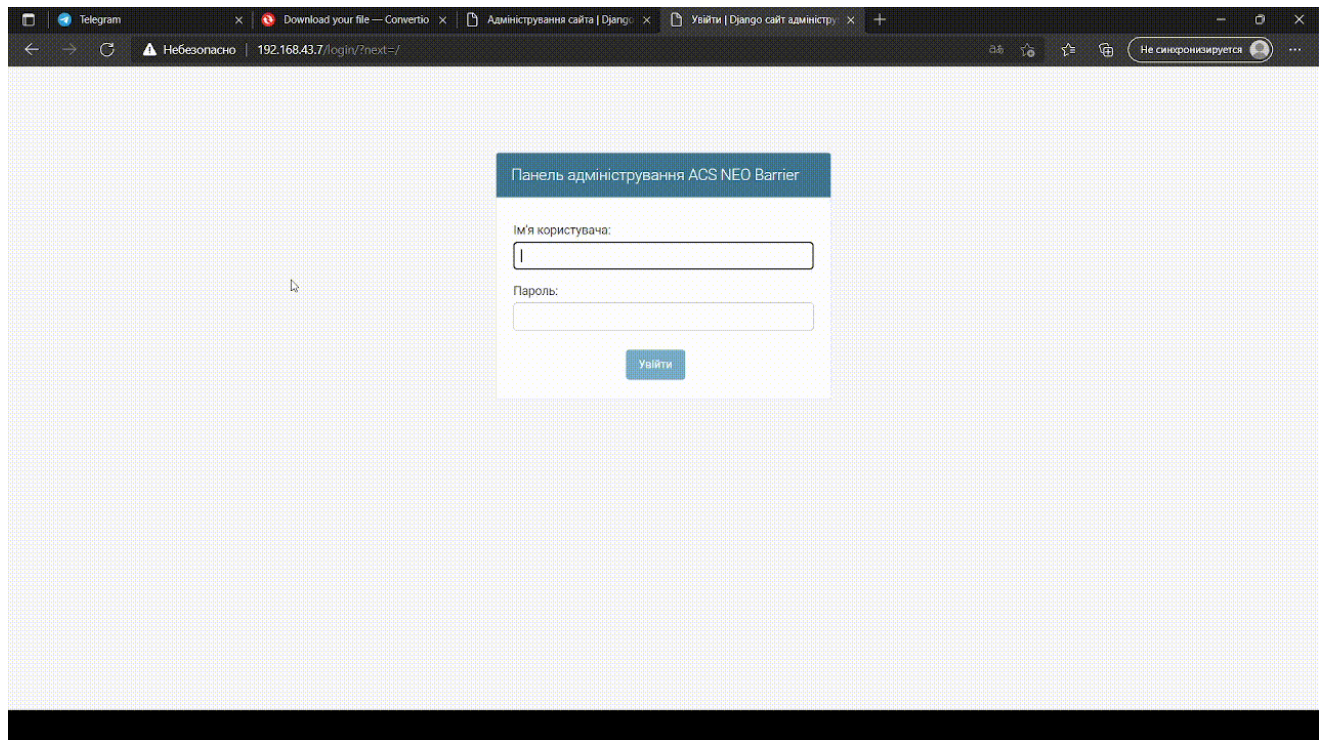 Telegram
Download your file — Convertio
Адміністрування сайта | Django
Увійти | Django сайт адміністру
Небезопасно | 192.168.43.7/login/?next=/
Не синхронизируется
Панель адміністрування ACS NEO Barrier
Ім'я користувача:
Пароль:
Увійти